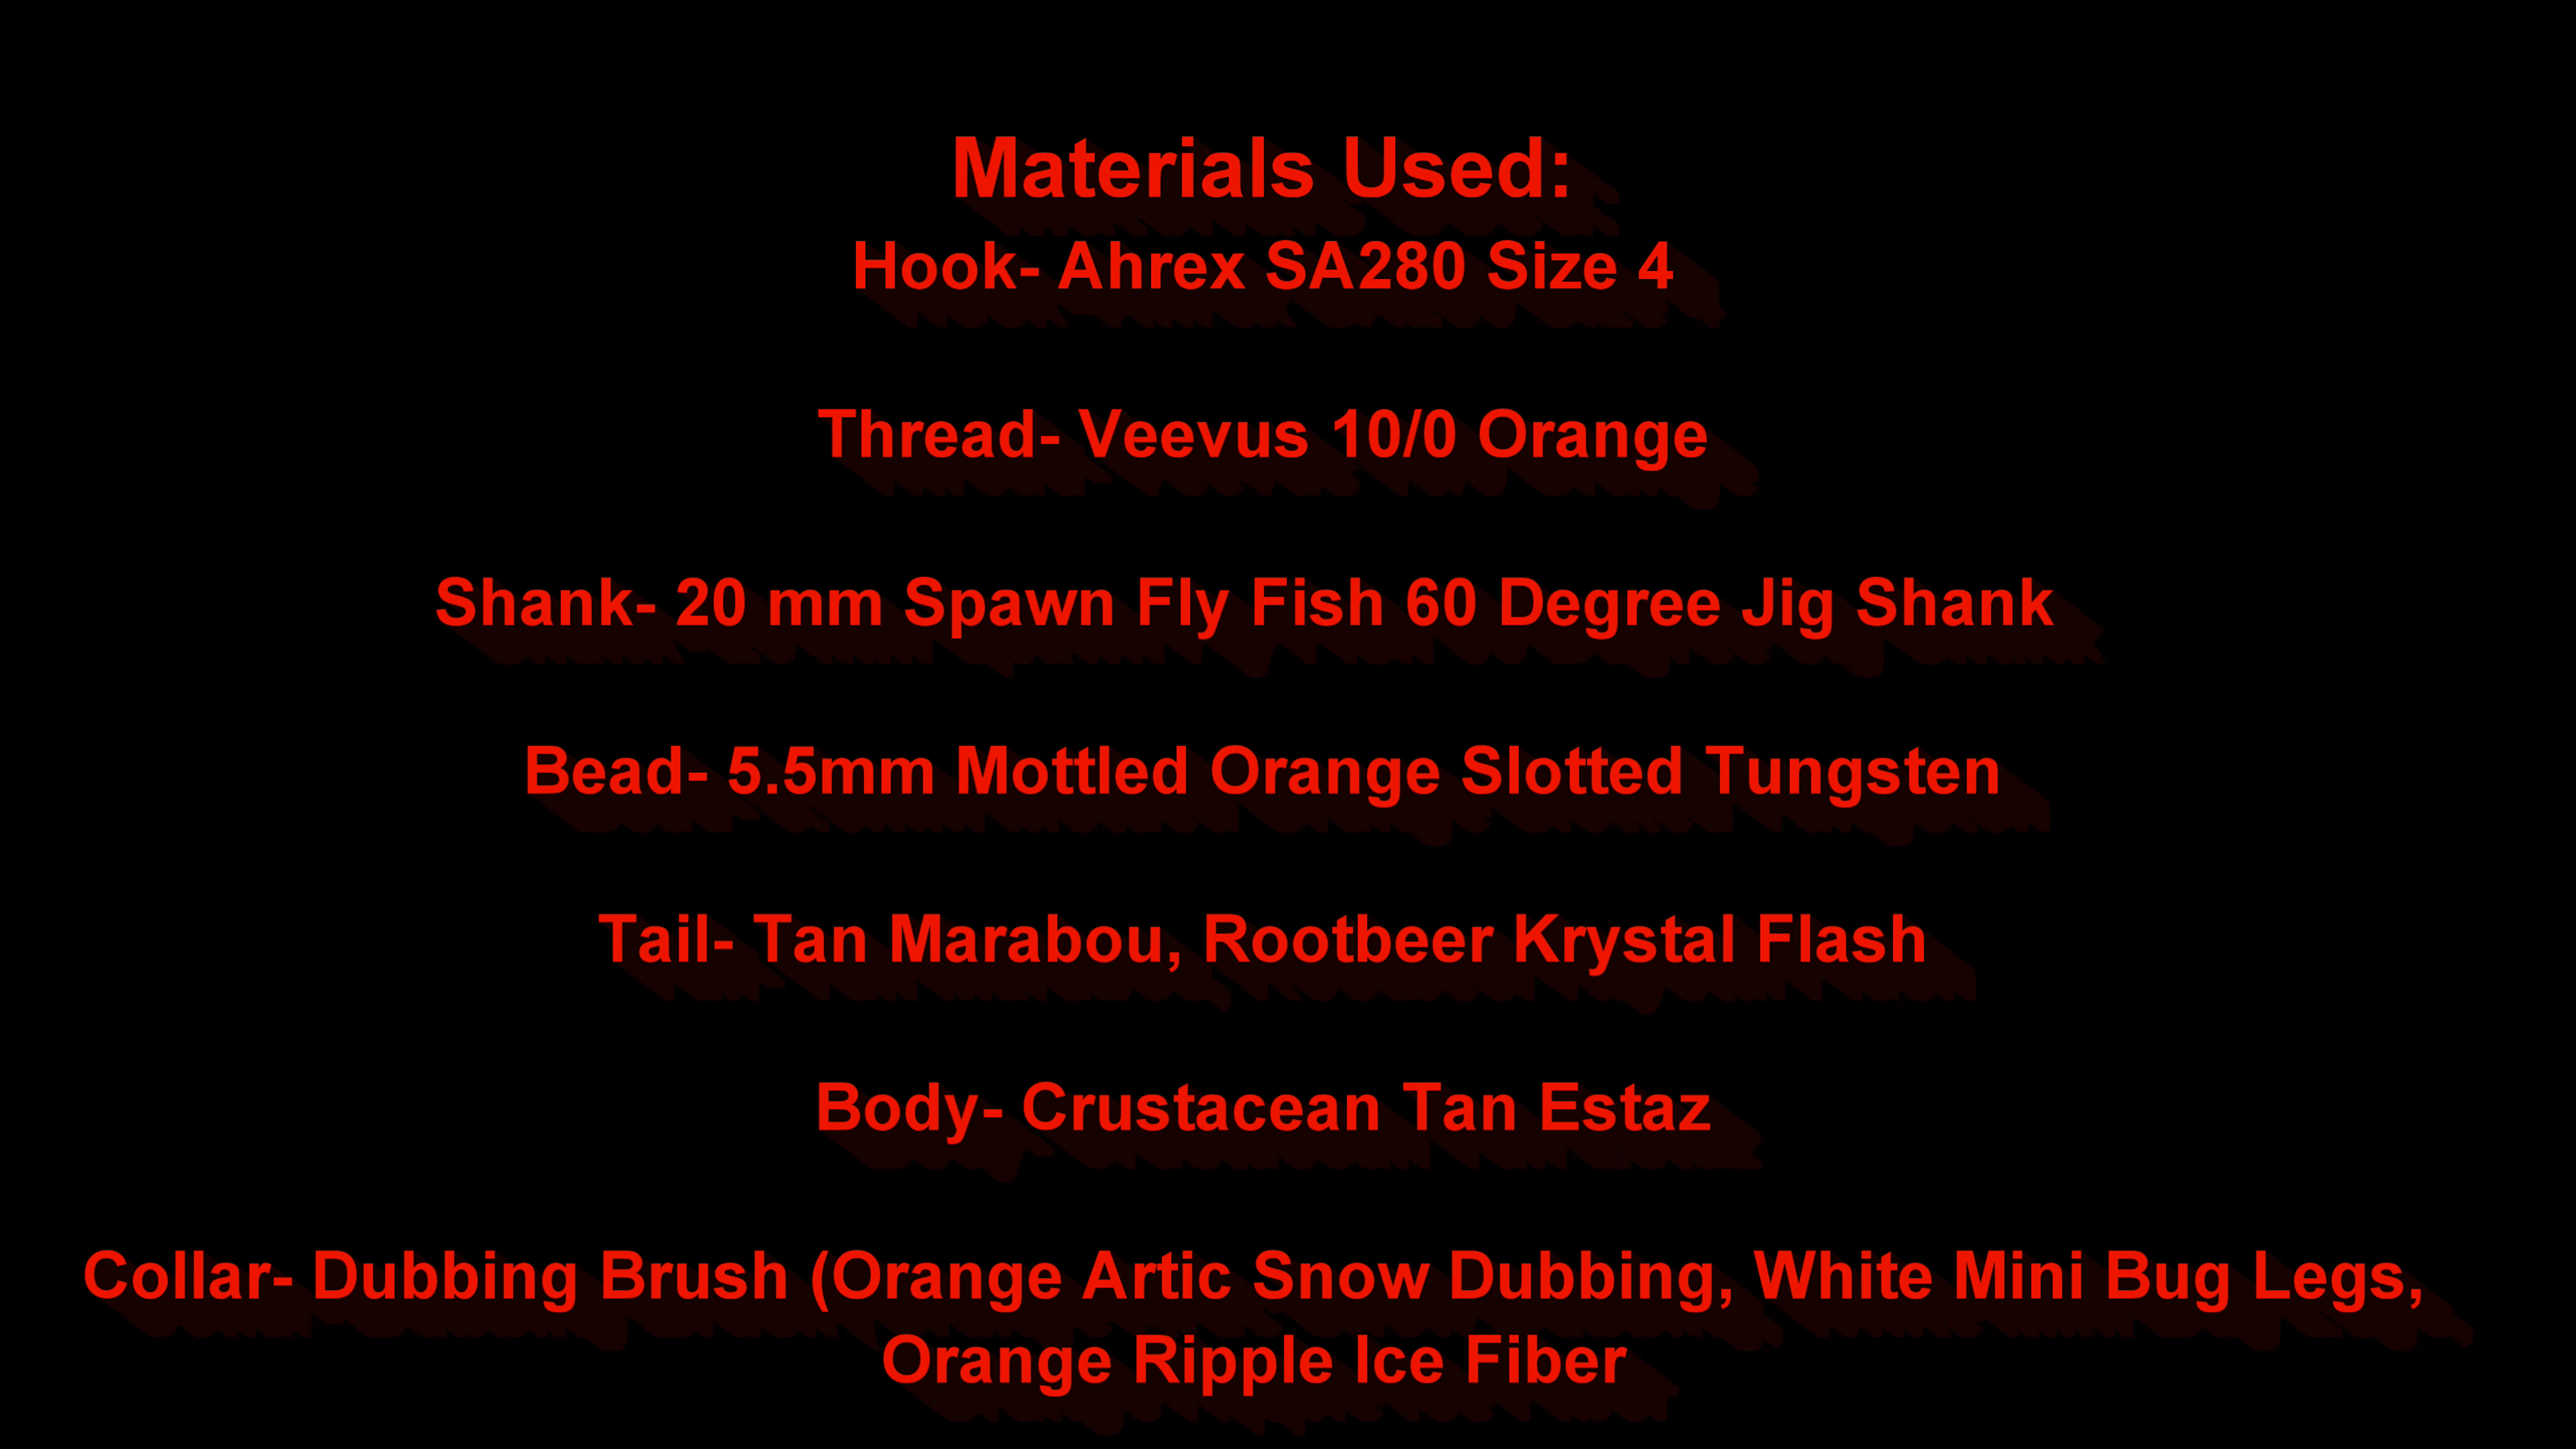 Materials Used:
Hook- Ahrex SA280 Size 4
Thread- Veevus 10/0 Orange
Shank- 20 mm Spawn Fly Fish 60 Degree Jig Shank
Bead- 5.5mm Mottled Orange Slotted Tungsten
Tail- Tan Marabou, Rootbeer Krystal Flash
Body- Crustacean Tan Estaz
Collar- Dubbing Brush (Orange Artic Snow Dubbing, White Mini Bug Legs,
Orange Ripple Ice Fiber